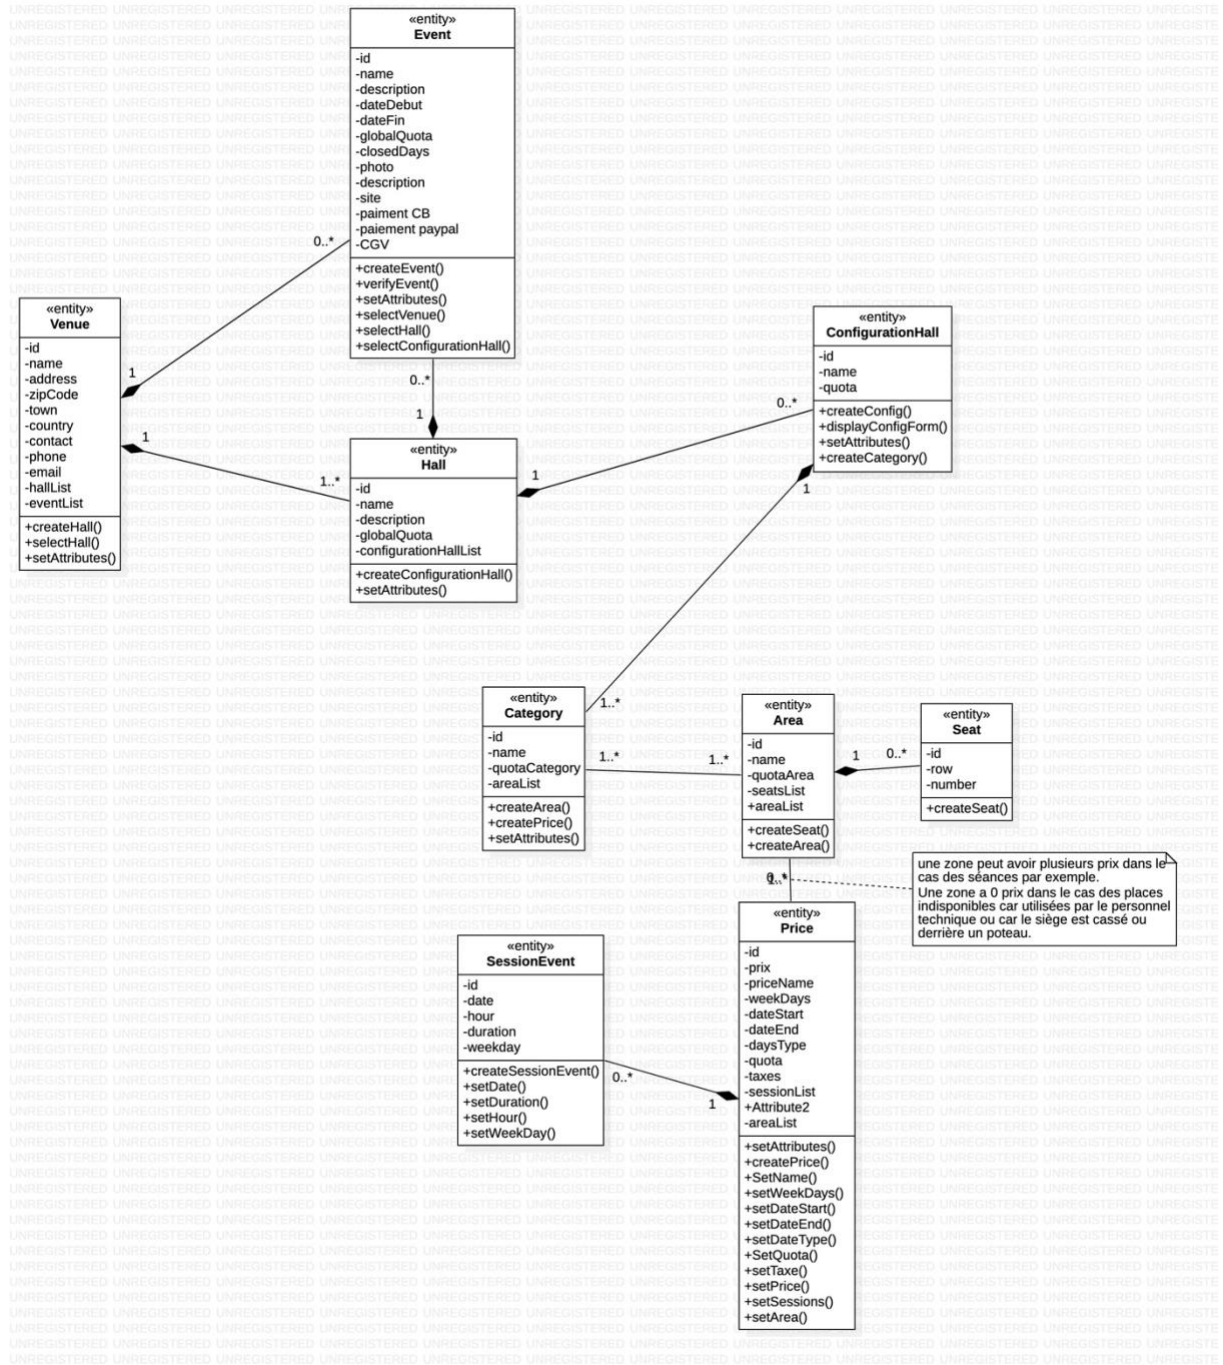 «entity»
Event
-id
-name
-description
-dateDebut
-dateFin
-globalQuota
-closedDays
-photo
-description
-site
-paiment CB
-paiement paypal
-CGV
+createEvent()
+verifyEvent()
+setAttributes()
+selectVenue()
+selectHall()
+selectConfigurationHall()
0..*
1
0..*
1
«entity»
Venue
-id
-name
-address
-zipCode
-town
-country
-contact
-phone
-email
-hallList
-eventList
+createHall()
+selectHall()
+setAttributes()
1
1..*
«entity»
Hall
-id
-name
-description
-globalQuota
-configurationHallList
+createConfigurationHall()
+setAttributes()
1
0..*
«entity»
ConfigurationHall
-id
-name
-quota
+createConfig()
+displayConfigForm()
+setAttributes()
+createCategory()
1
1..*
«entity»
Category
-id
-name
-quotaCategory
-areaList
+createArea()
+createPrice()
+setAttributes()
1..*
1..*
«entity»
Area
-id
-name
-quotaArea
-seatsList
+areaList
+createSeat()
+createArea()
1
0..*
«entity»
Seat
-id
-row
-number
+createSeat()
une zone peut avoir plusieurs prix dans le
cas des séances par exemple.
Une zone a 0 prix dans le cas des places
indisponibles car utilisées par le personnel
technique ou car le siège est cassé ou
derrière un poteau.
«entity»
SessionEvent
-id
-date
-hour
-duration
-weekday
+createSessionEvent()
+setDate()
+setDuration()
+setHour()
+setWeekDay()
0..*
1
«entity»
Price
-id
-prix
-priceName
-weekDays
-dateStart
-dateEnd
-daysType
-quota
-taxes
-sessionList
+Attribute2
-areaList
+setAttributes()
+createPrice()
+SetName()
+setWeekDays()
+setDateStart()
+setDateEnd()
+setDateType()
+SetQuota()
+setTaxe()
+setPrice()
+setSessions()
+setArea()